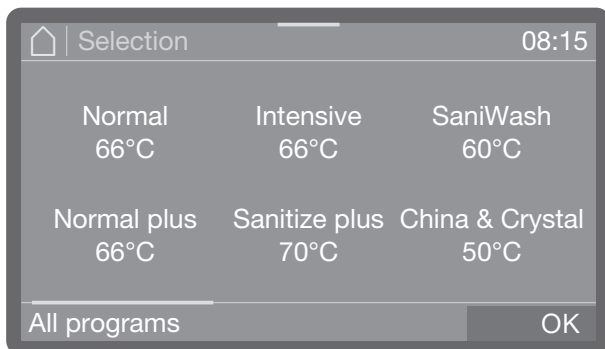 Selection 08:15
Normal Intensive SaniWash
66°C 66°C 60°C
Normal plus Sanitize plus China & Crystal
66°C 70°C 50°C
All programs OK